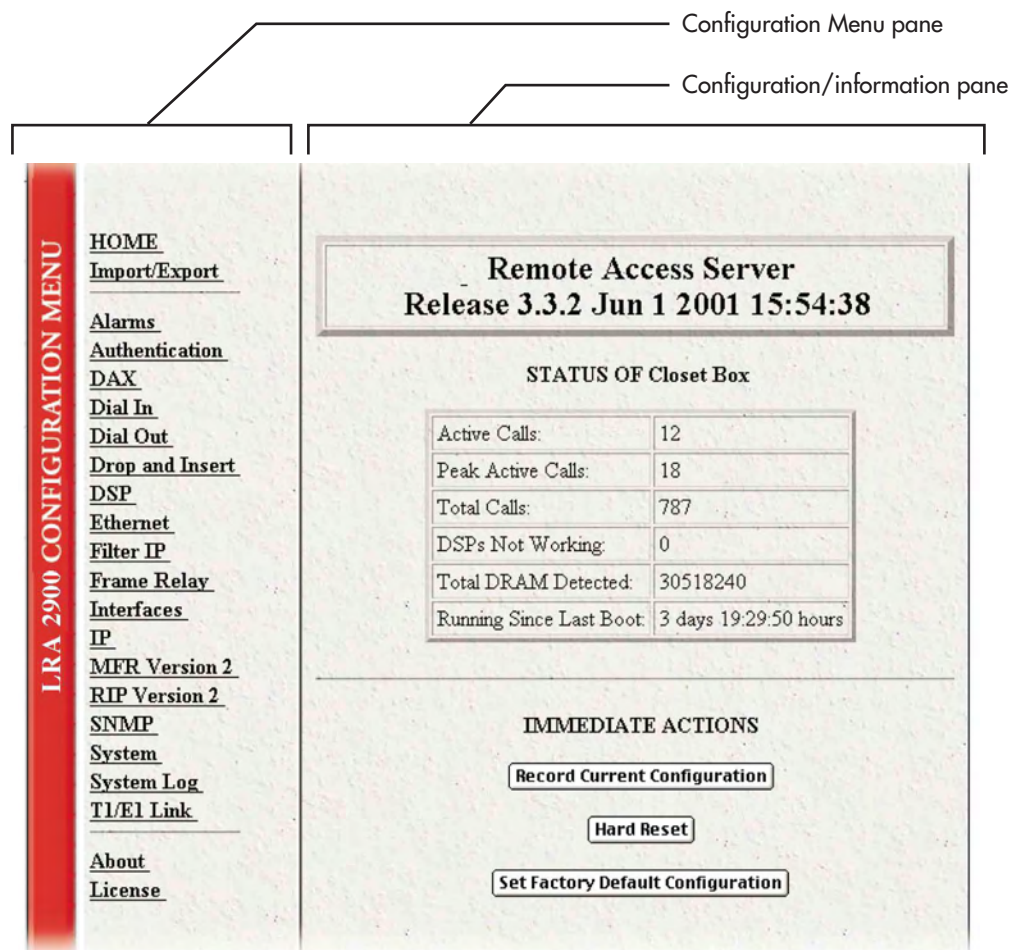 Configuration Menu pane
Configuration/information pane
LRA 2900 CONFIGURATION MENU
HOME
Import/Export
Alarms
Authentication
DAX
Dial In
Dial Out
Drop and Insert
DSP
Ethernet
Filter IP
Frame Relay
Interfaces
IP
MFR Version 2
RIP Version 2
SNMP
System
System Log
T1/E1 Link
About
License
Remote Access Server
Release 3.3.2 Jun 1 2001 15:54:38
STATUS OF Closet Box
Active Calls: 12
Peak Active Calls: 18
Total Calls: 787
DSPs Not Working: 0
Total DRAM Detected: 30518240
Running Since Last Boot: 3 days 19:29:50 hours
IMMEDIATE ACTIONS
Record Current Configuration
Hard Reset
Set Factory Default Configuration